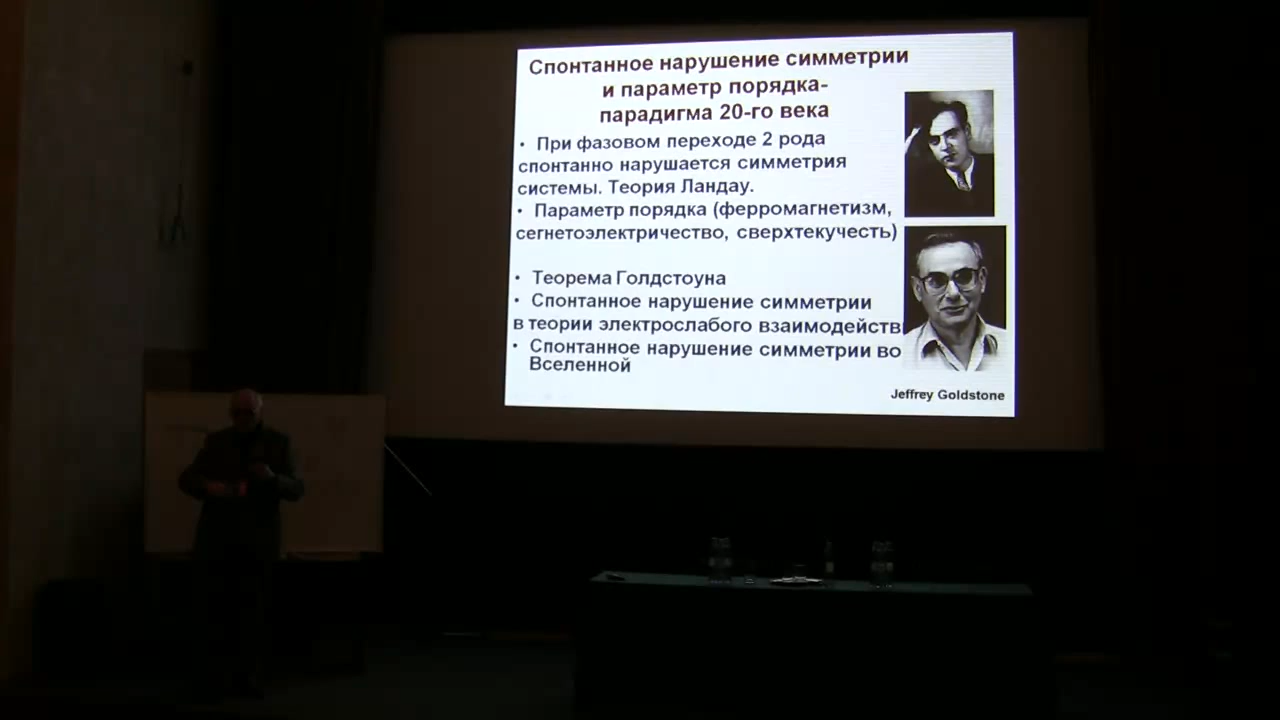 Спонтанное нарушение симметрии
и параметр порядка-
парадигма 20-го века
• При фазовом переходе 2 рода
спонтанно нарушается симметрия
системы. Теория Ландау.
• Параметр порядка (ферромагнетизм,
сегнетоэлектричество, сверхтекучесть)
• Теорема Голдстоуна
• Спонтанное нарушение симметрии
в теории электрослабого взаимодейств
• Спонтанное нарушение симметрии во
Вселенной
Jeffrey Goldstone